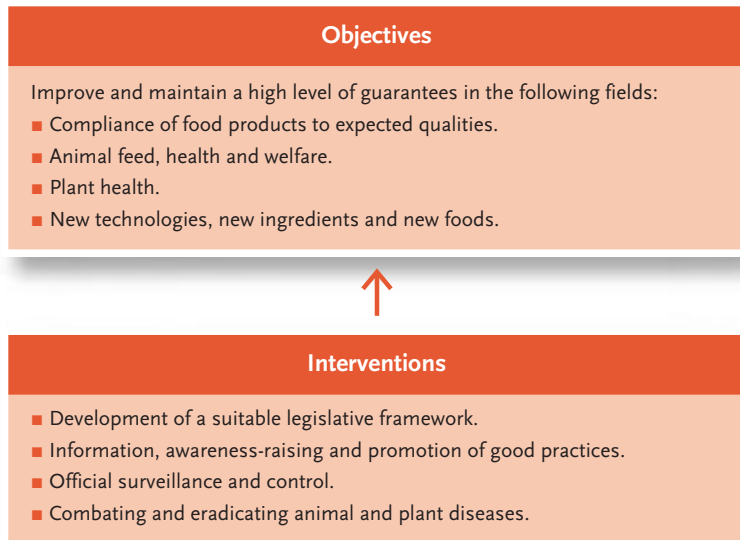 Objectives
Improve and maintain a high level of guarantees in the following fields:
■ Compliance of food products to expected qualities.
■ Animal feed, health and welfare.
■ Plant health.
■ New technologies, new ingredients and new foods.
Interventions
■ Development of a suitable legislative framework.
■ Information, awareness-raising and promotion of good practices.
■ Official surveillance and control.
■ Combating and eradicating animal and plant diseases.